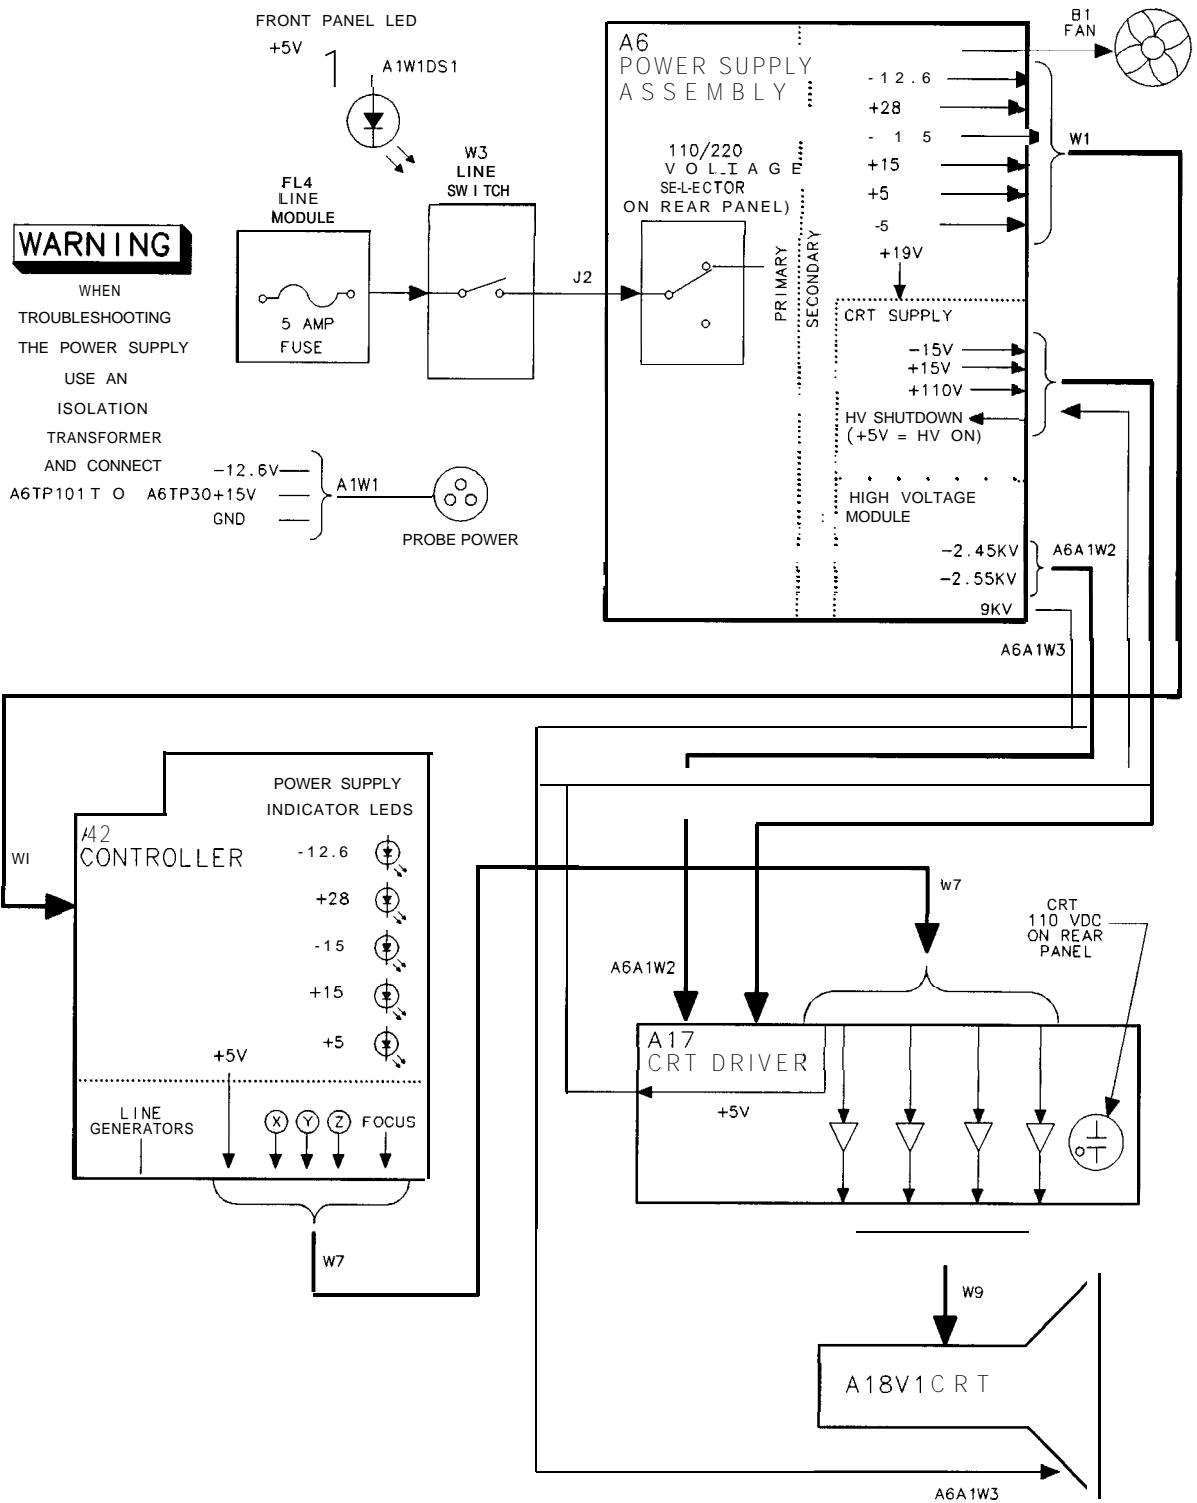 FRONT PANEL LED
+5V
A1W1DS1
W3
LINE
SWITCH
FL4
LINE
MODULE
5 AMP
FUSE
WARNING
WHEN
TROUBLESHOOTING
THE POWER SUPPLY
USE AN
ISOLATION
TRANSFORMER
AND CONNECT
A6TP101 TO A6TP30
-12.6V
+15V
GND
A1W1
PROBE POWER
J2
A6
POWER SUPPLY
ASSEMBLY
110/220
VOLTAGE
SELECTOR
ON REAR PANEL)
PRIMARY
SECONDARY
B1
FAN
-12.6
+28
-15
+15
+5
-5
W1
+19V
CRT SUPPLY
-15V
+15V
+110V
HV SHUTDOWN
(+5V = HV ON)
HIGH VOLTAGE
MODULE
-2.45KV
-2.55KV
9KV
A6A1W2
A6A1W3
WI
A42
CONTROLLER
POWER SUPPLY
INDICATOR LEDS
-12.6
+28
-15
+15
+5
+5V
LINE
GENERATORS
X Y Z FOCUS
W7
w7
A6A1W2
CRT
110 VDC
ON REAR
PANEL
A17
CRT DRIVER
+5V
W9
A18V1 CRT
A6A1W3